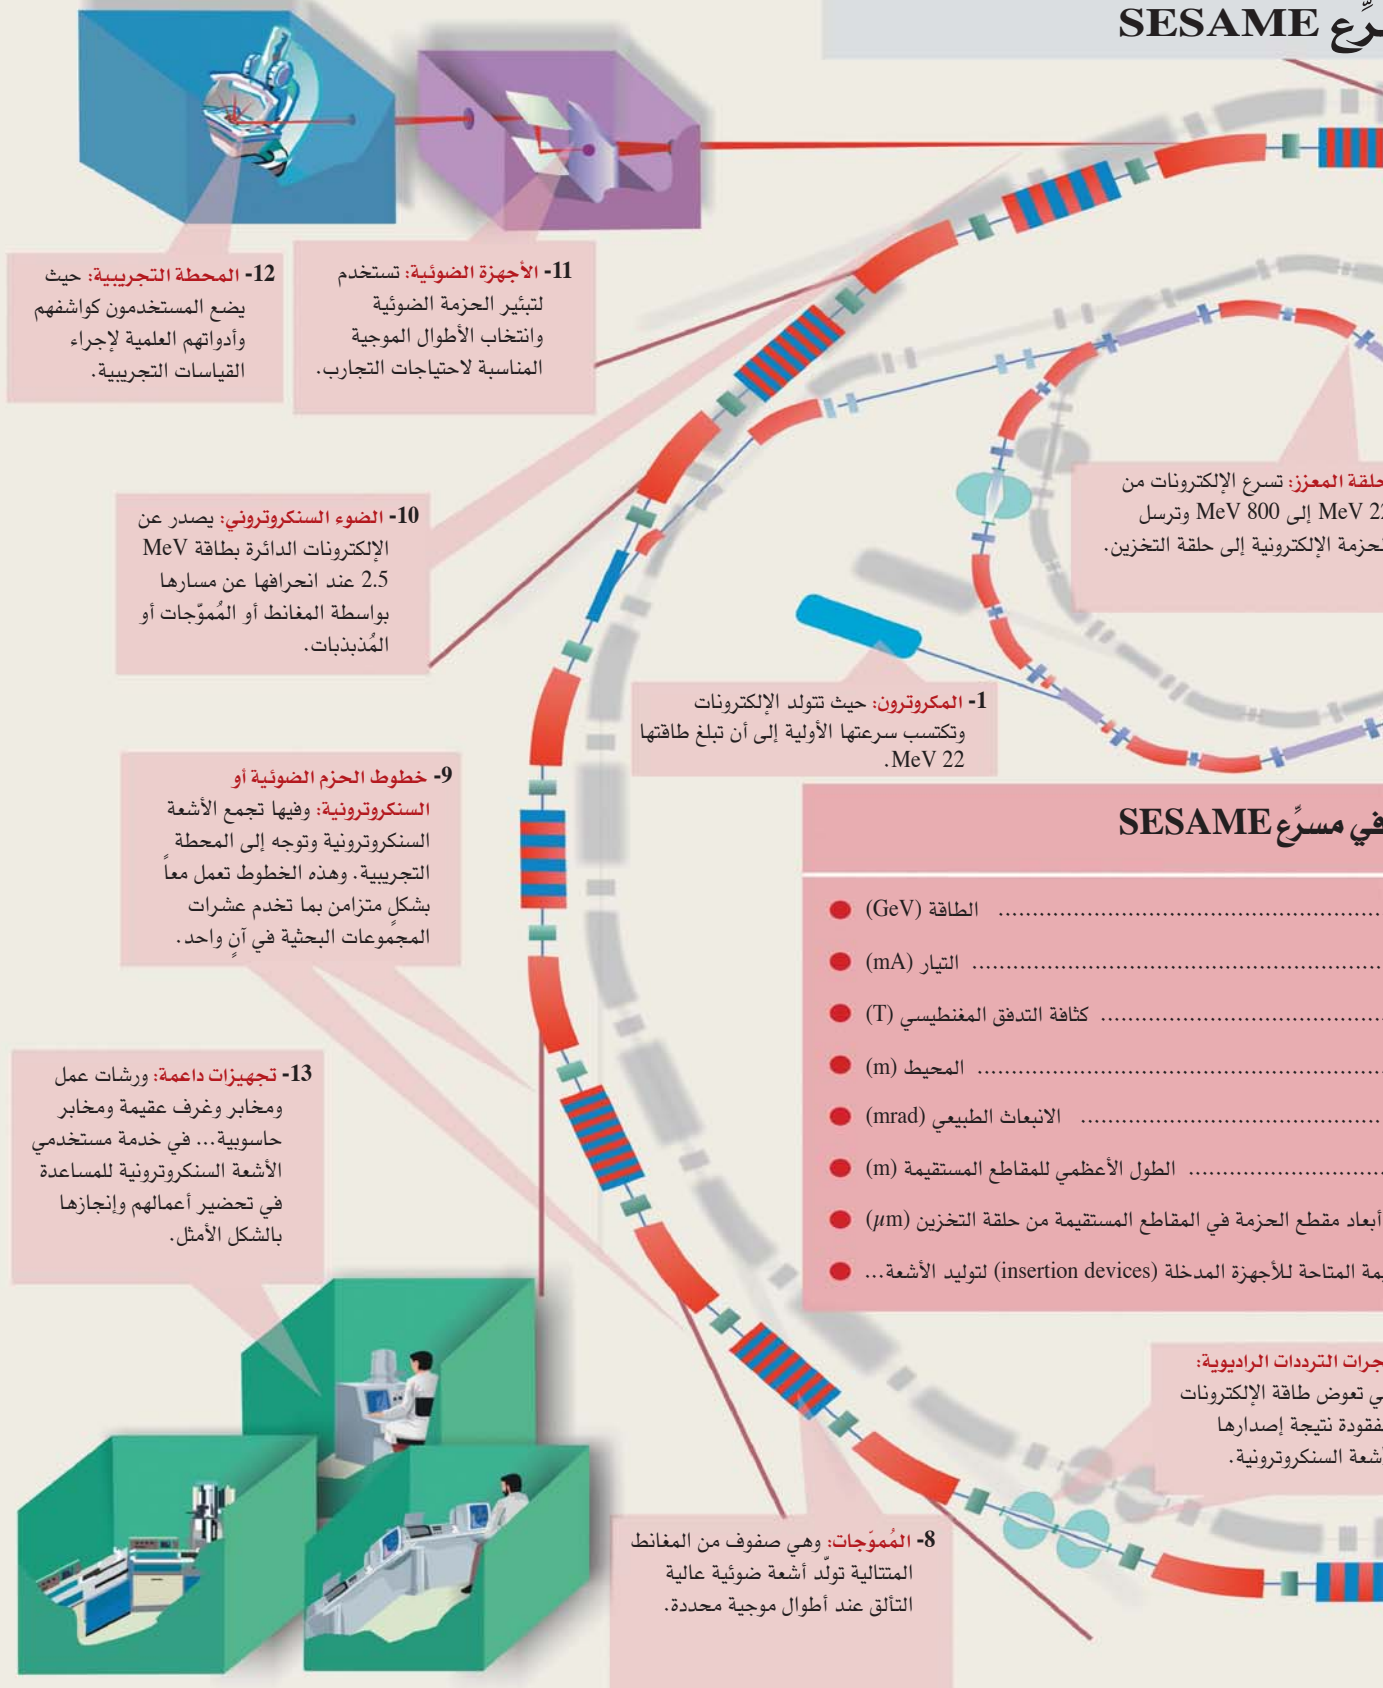 SESAME
12- المحطة التجريبية: حيث
يضع المستخدمون كواشفهم
وأدواتهم العلمية لإجراء
القياسات التجريبية.
11- الأجهزة الضوئية: تستخدم
لتبئير الحزمة الضوئية
وانتخاب الأطوال الموجية
المناسبة لاحتياجات التجارب.
المعزز: تسرع الإلكترونات من
MeV إلى 800 MeV وترسل
إلى حلقة التخزين.
10- الضوء السنكروتروني: يصدر عن
الإلكترونات الدائرة بطاقة MeV
2.5 عند انحرافها عن مسارها
بواسطة المغانط أو المُموّجات أو
المُذبذبات.
1- المكروترون: حيث تتولد الإلكترونات
وتكتسب سرعتها الأولية إلى أن تبلغ طاقتها
22 MeV.
9- خطوط الحزم الضوئية أو
السنكروترونية: وفيها تجمع الأشعة
السنكروترونية وتوجه إلى المحطة
التجريبية. وهذه الخطوط تعمل معاً
بشكلٍ متزامن بما تخدم عشرات
المجموعات البحثية في آنٍ واحد.
في مسرِّع SESAME
الطاقة (GeV)
التيار (mA)
كثافة التدفق المغنطيسي (T)
المحيط (m)
الانبعاث الطبيعي (mrad)
الطول الأعظمي للمقاطع المستقيمة (m)
أبعاد مقطع الحزمة في المقاطع المستقيمة من حلقة التخزين (µm)
المتاحة للأجهزة المدخلة (insertion devices) لتوليد الأشعة...
13- تجهيزات داعمة: ورشات عمل
ومخابر وغرف عقيمة ومخابر
حاسوبية... في خدمة مستخدمي
الأشعة السنكروترونية للمساعدة
في تحضير أعمالهم وإنجازها
بالشكل الأمثل.
الترددات الراديوية:
تعوض طاقة الإلكترونات
نتيجة إصدارها
السنكروترونية.
8- المُموّجات: وهي صفوف من المغانط
المتتالية تولّد أشعة ضوئية عالية
التألق عند أطوال موجية محددة.